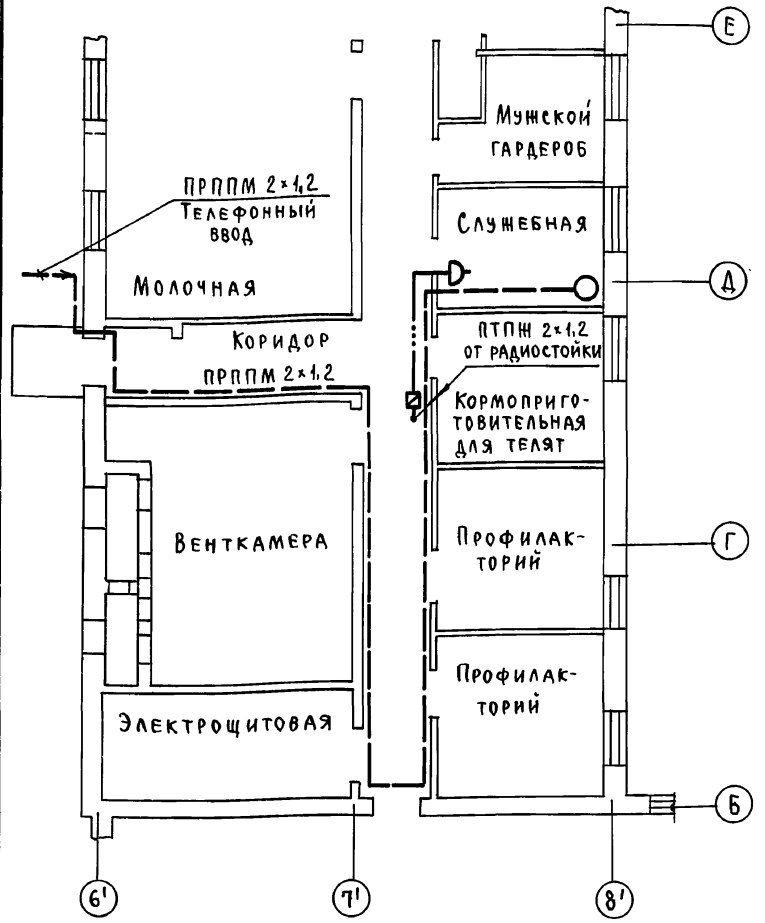 Е
Мужской
гардероб
ПРППМ 2×1,2
Телефонный
ввод
Служебная
Молочная
Д
Коридор
ПТПЖ 2×1,2
от радиостойки
ПРППМ 2×1,2
Кормоприго-
товительная
для телят
Венткамера
Профилак-
торий
Г
Профилак-
торий
Электрощитовая
Б
6'
7'
8'